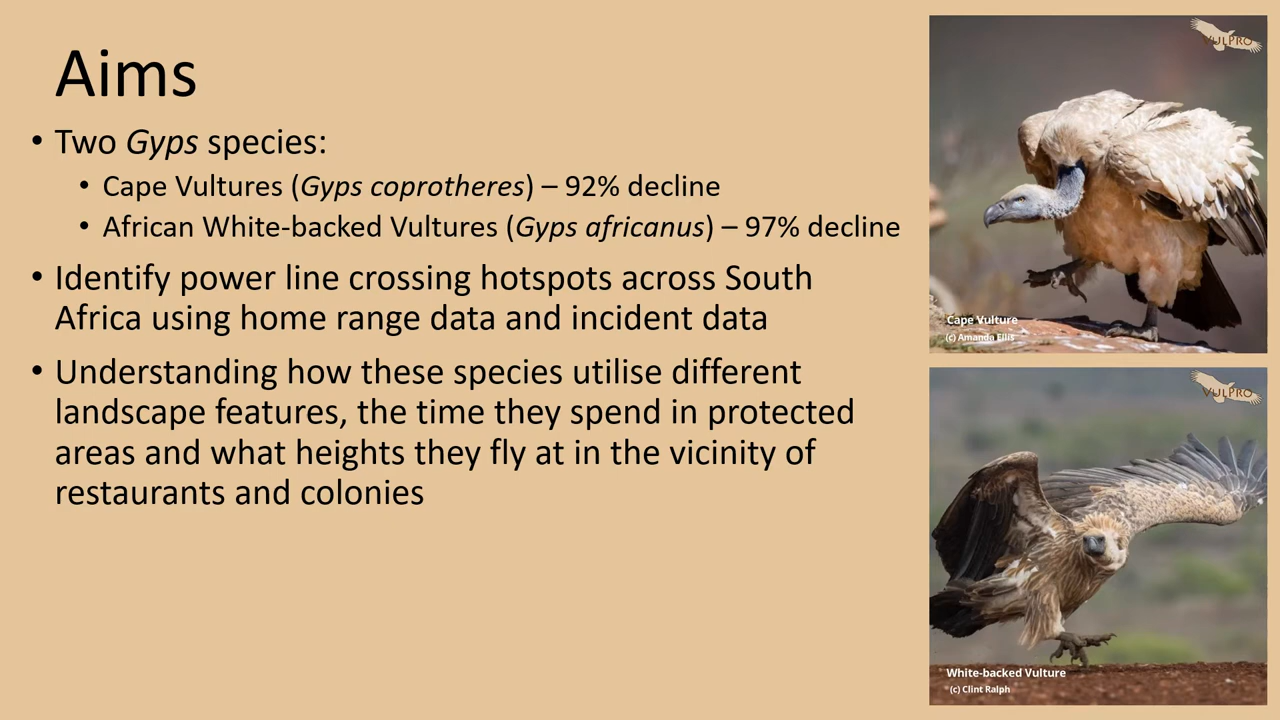 Aims
• Two Gyps species:
• Cape Vultures (Gyps coprotheres) – 92% decline
• African White-backed Vultures (Gyps africanus) – 97% decline
• Identify power line crossing hotspots across South
Africa using home range data and incident data
• Understanding how these species utilise different
landscape features, the time they spend in protected
areas and what heights they fly at in the vicinity of
restaurants and colonies
VULPRO
Cape Vulture
(c) Amanda Ellis
VULPRO
White-backed Vulture
(c) Clint Ralph